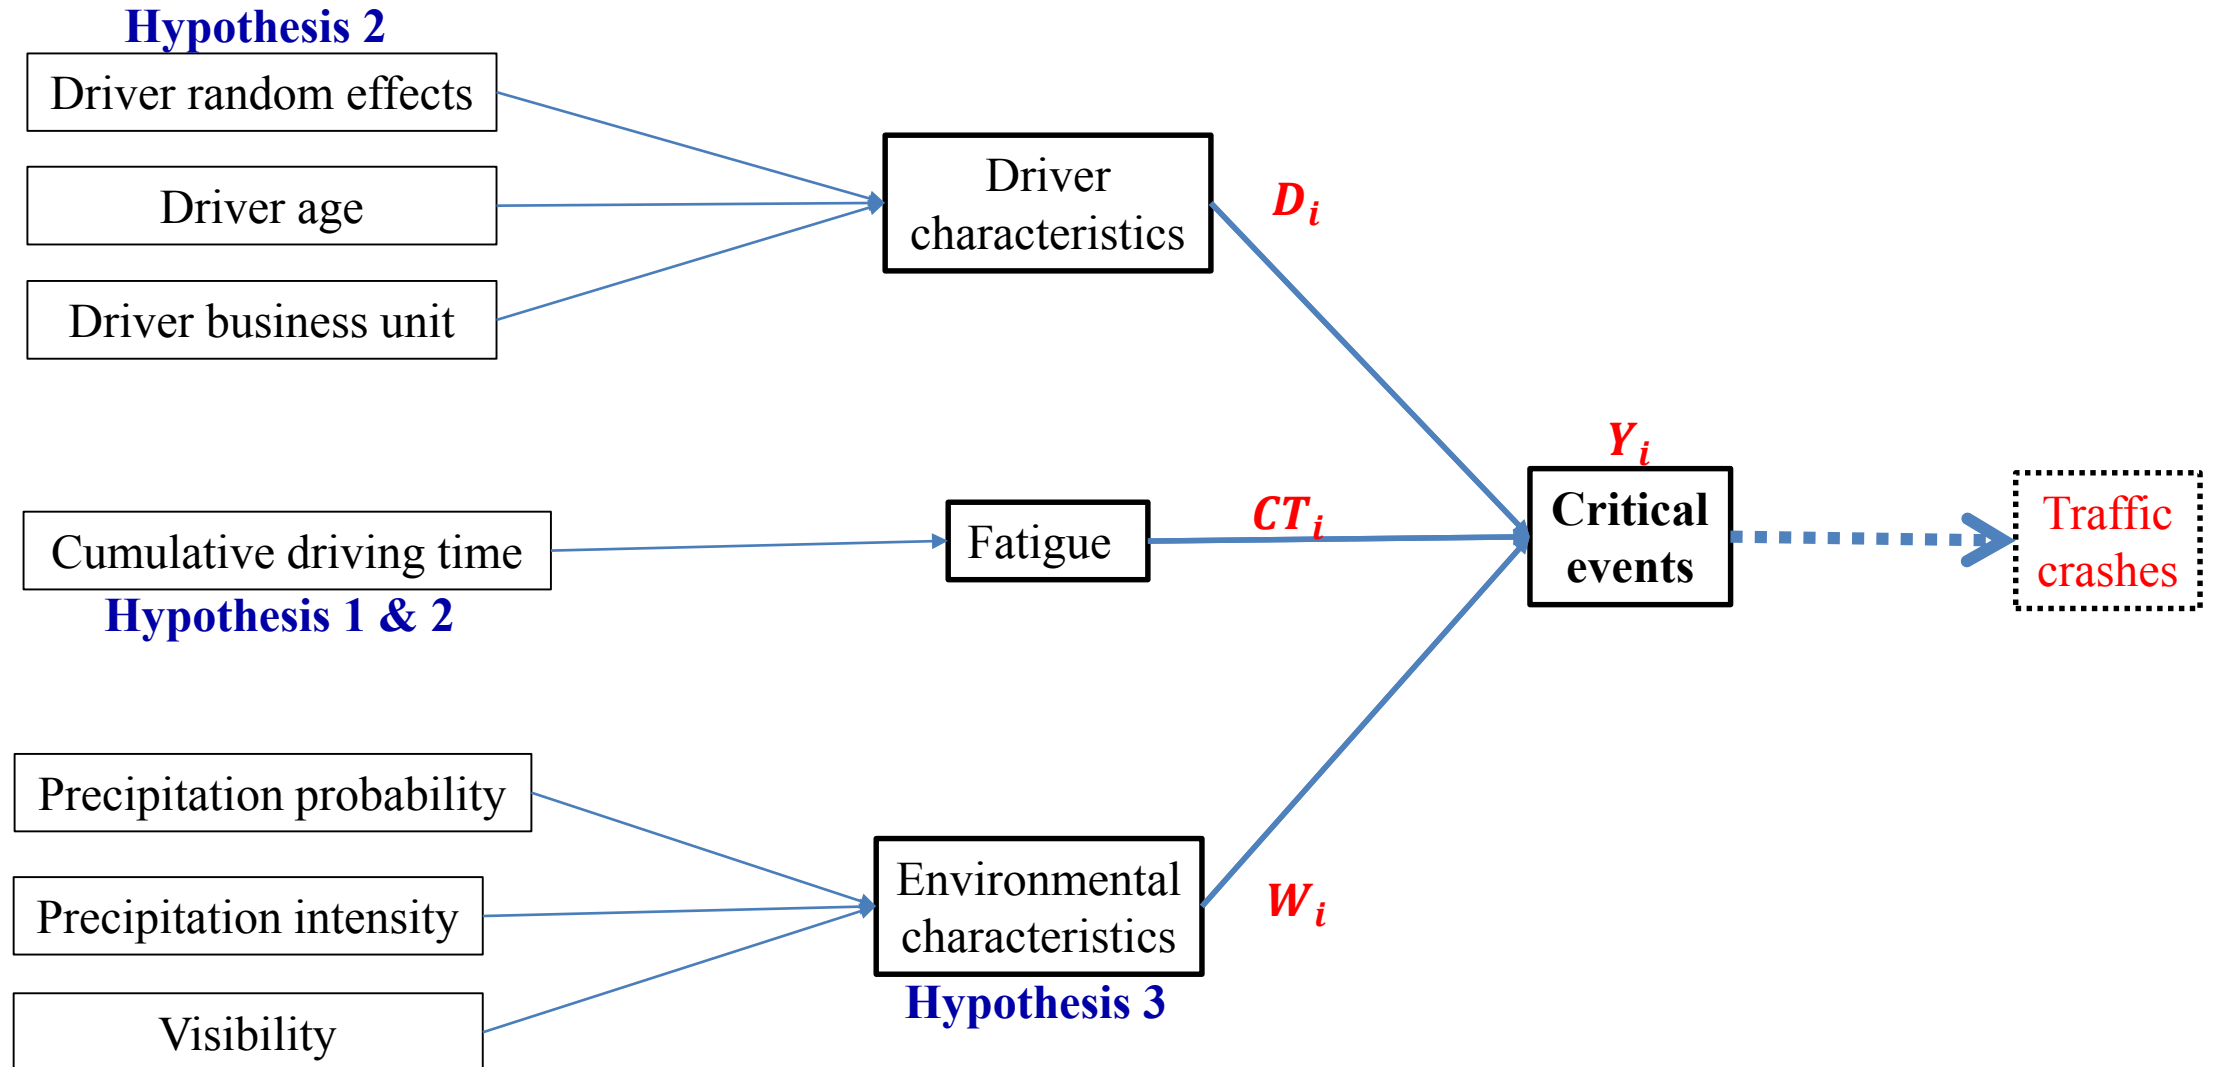 Hypothesis 2
Driver random effects
Driver age
Driver business unit
Driver
characteristics
D_i
Cumulative driving time
Hypothesis 1 & 2
Fatigue
CT_i
Y_i
Critical
events
Traffic
crashes
Precipitation probability
Precipitation intensity
Visibility
Environmental
characteristics
Hypothesis 3
W_i